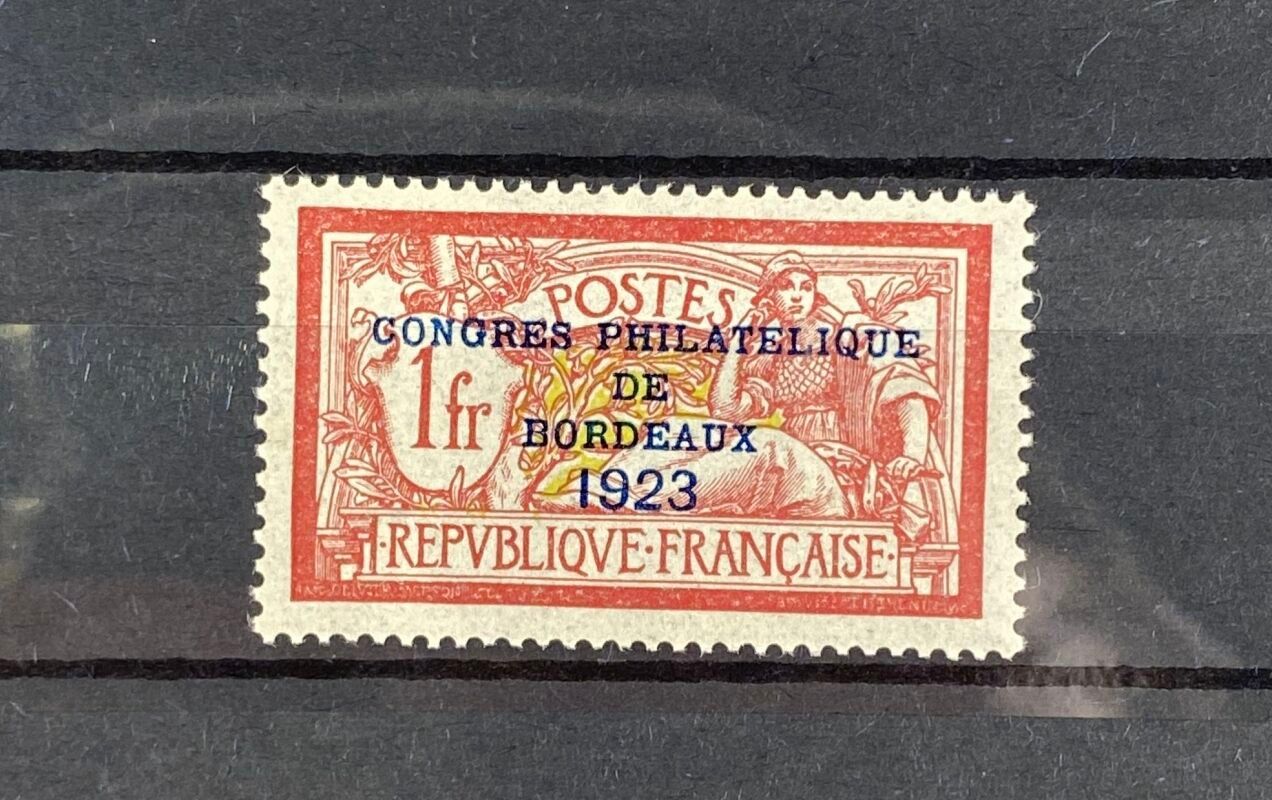 POSTES
CONGRES PHILATELIQUE
1fr
DE
BORDEAUX
1923
·REPVBLIQVE·FRANÇAISE·